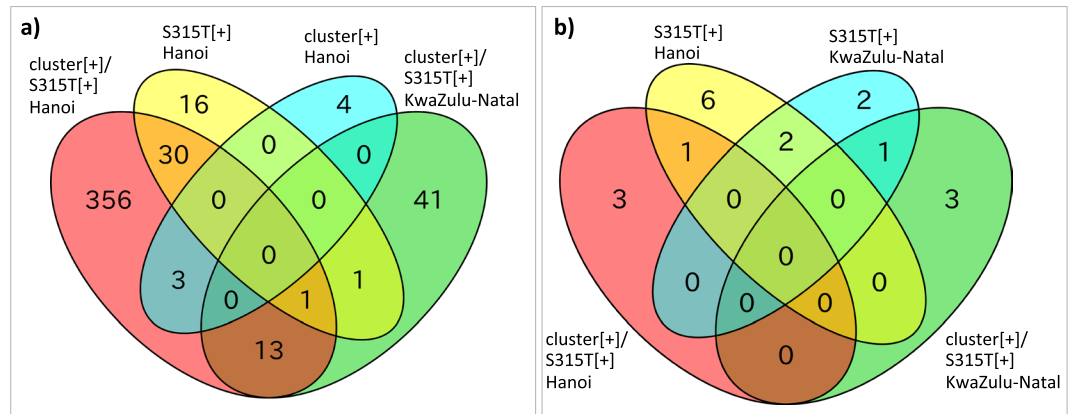 a)
S315T[+]
Hanoi
cluster[+]
Hanoi
cluster[+]/
S315T[+]
Hanoi
cluster[+]/
S315T[+]
KwaZulu-Natal
16
4
30
0
0
356
0
0
41
0
3
0
1
1
13
b)
S315T[+]
Hanoi
S315T[+]
KwaZulu-Natal
6
2
1
2
1
3
0
0
3
0
0
0
0
0
0
cluster[+]/
S315T[+]
Hanoi
cluster[+]/
S315T[+]
KwaZulu-Natal